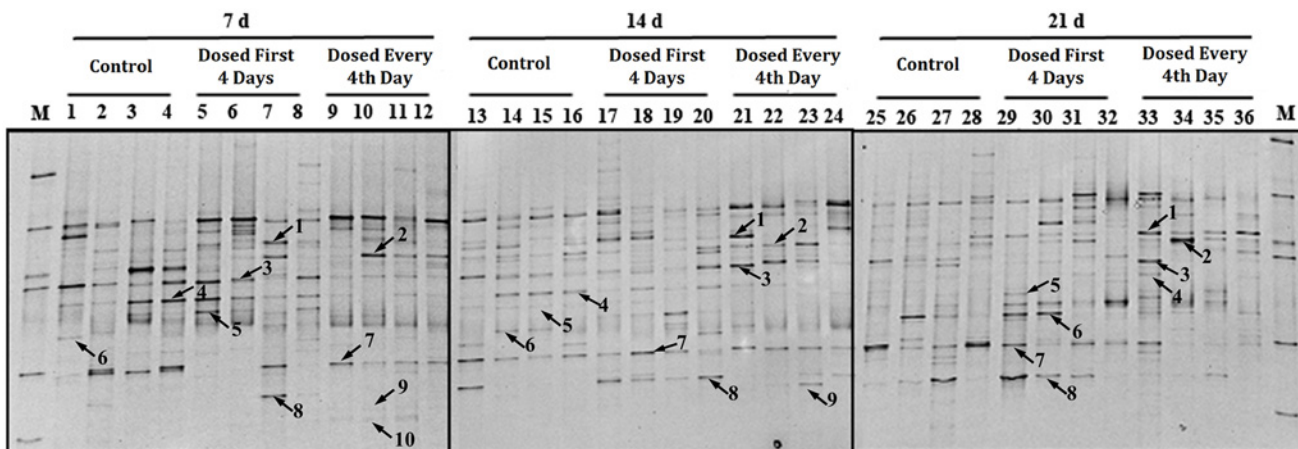 7 d 14 d 21 d
Control Dosed First 4 Days Dosed Every 4th Day Control Dosed First 4 Days Dosed Every 4th Day Control Dosed First 4 Days Dosed Every 4th Day
M 1 2 3 4 5 6 7 8 9 10 11 12 13 14 15 16 17 18 19 20 21 22 23 24 25 26 27 28 29 30 31 32 33 34 35 36 M
1 2 3 4 5 6 7 8 9 10
1 2 3 4 5 6 7 8 9
1 2 3 4 5 6 7 8